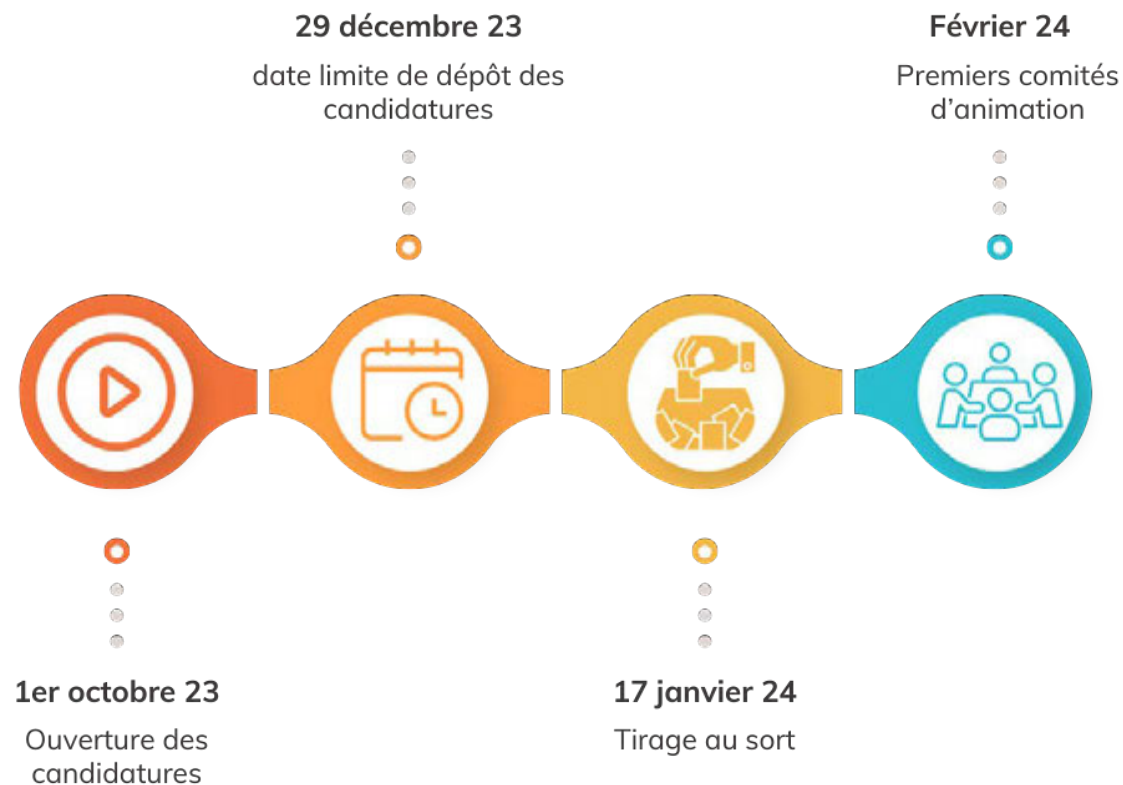 29 décembre 23
date limite de dépôt des
candidatures
Février 24
Premiers comités
d’animation
1er octobre 23
Ouverture des
candidatures
17 janvier 24
Tirage au sort